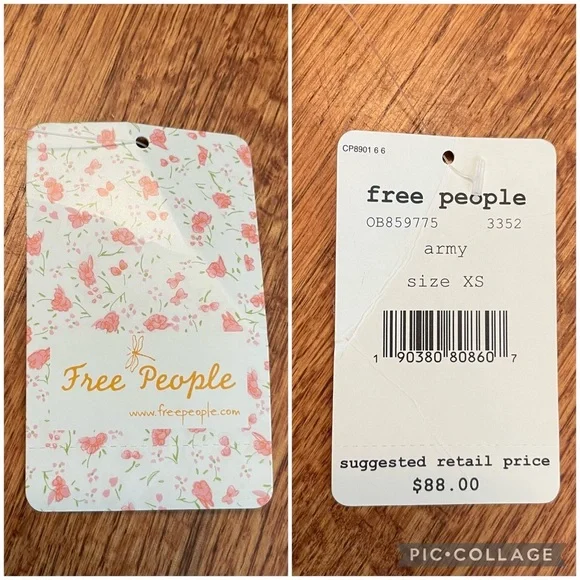 Free People
www.freepeople.com
CP8901 6 6
free people
OB859775 3352
army
size XS
1 90380 80860 7
suggested retail price
$88.00
PIC•COLLAGE